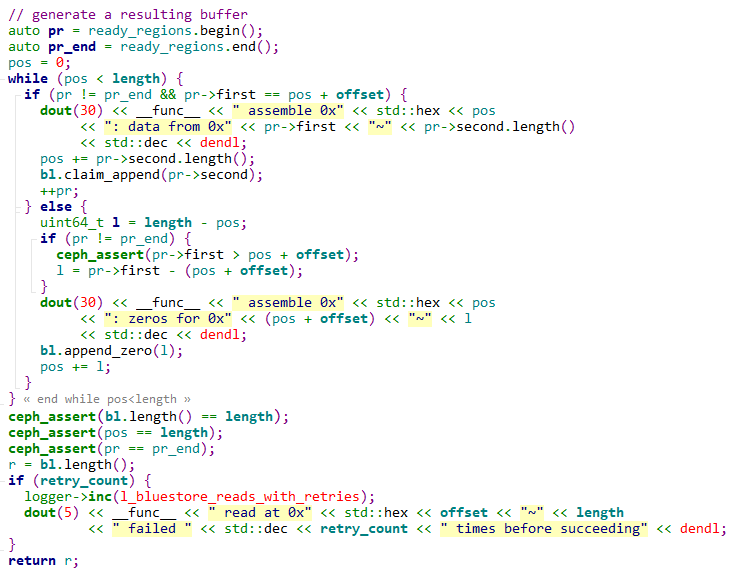 // generate a resulting buffer
auto pr = ready_regions.begin();
auto pr_end = ready_regions.end();
pos = 0;
while (pos < length) {
  if (pr != pr_end && pr->first == pos + offset) {
    dout(30) << __func__ << " assemble 0x" << std::hex << pos
         << ": data from 0x" << pr->first << "~" << pr->second.length()
         << std::dec << dendl;
    pos += pr->second.length();
    bl.claim_append(pr->second);
    ++pr;
  } else {
    uint64_t l = length - pos;
    if (pr != pr_end) {
      ceph_assert(pr->first > pos + offset);
      l = pr->first - (pos + offset);
    }
    dout(30) << __func__ << " assemble 0x" << std::hex << pos
         << ": zeros for 0x" << (pos + offset) << "~" << l
         << std::dec << dendl;
    bl.append_zero(l);
    pos += l;
  }
} « end while pos<length »
ceph_assert(bl.length() == length);
ceph_assert(pos == length);
ceph_assert(pr == pr_end);
r = bl.length();
if (retry_count) {
  logger->inc(l_bluestore_reads_with_retries);
  dout(5) << __func__ << " read at 0x" << std::hex << offset << "~" << length
          << " failed " << std::dec << retry_count << " times before succeeding" << dendl;
}
return r;